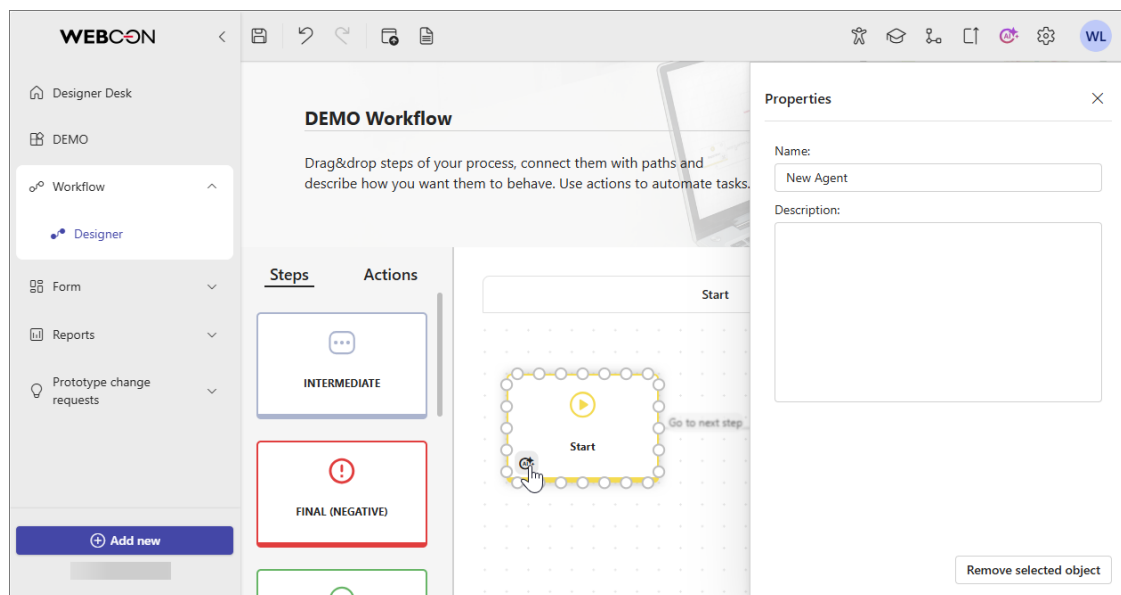 WEBCON
WL
Designer Desk
DEMO
Workflow
Designer
Form
Reports
Prototype change
requests
Add new
DEMO Workflow
Drag&drop steps of your process, connect them with paths and
describe how you want them to behave. Use actions to automate tasks.
Steps
Actions
INTERMEDIATE
FINAL (NEGATIVE)
Start
Start
AI
Go to next step
Properties
Name:
New Agent
Description:
Remove selected object